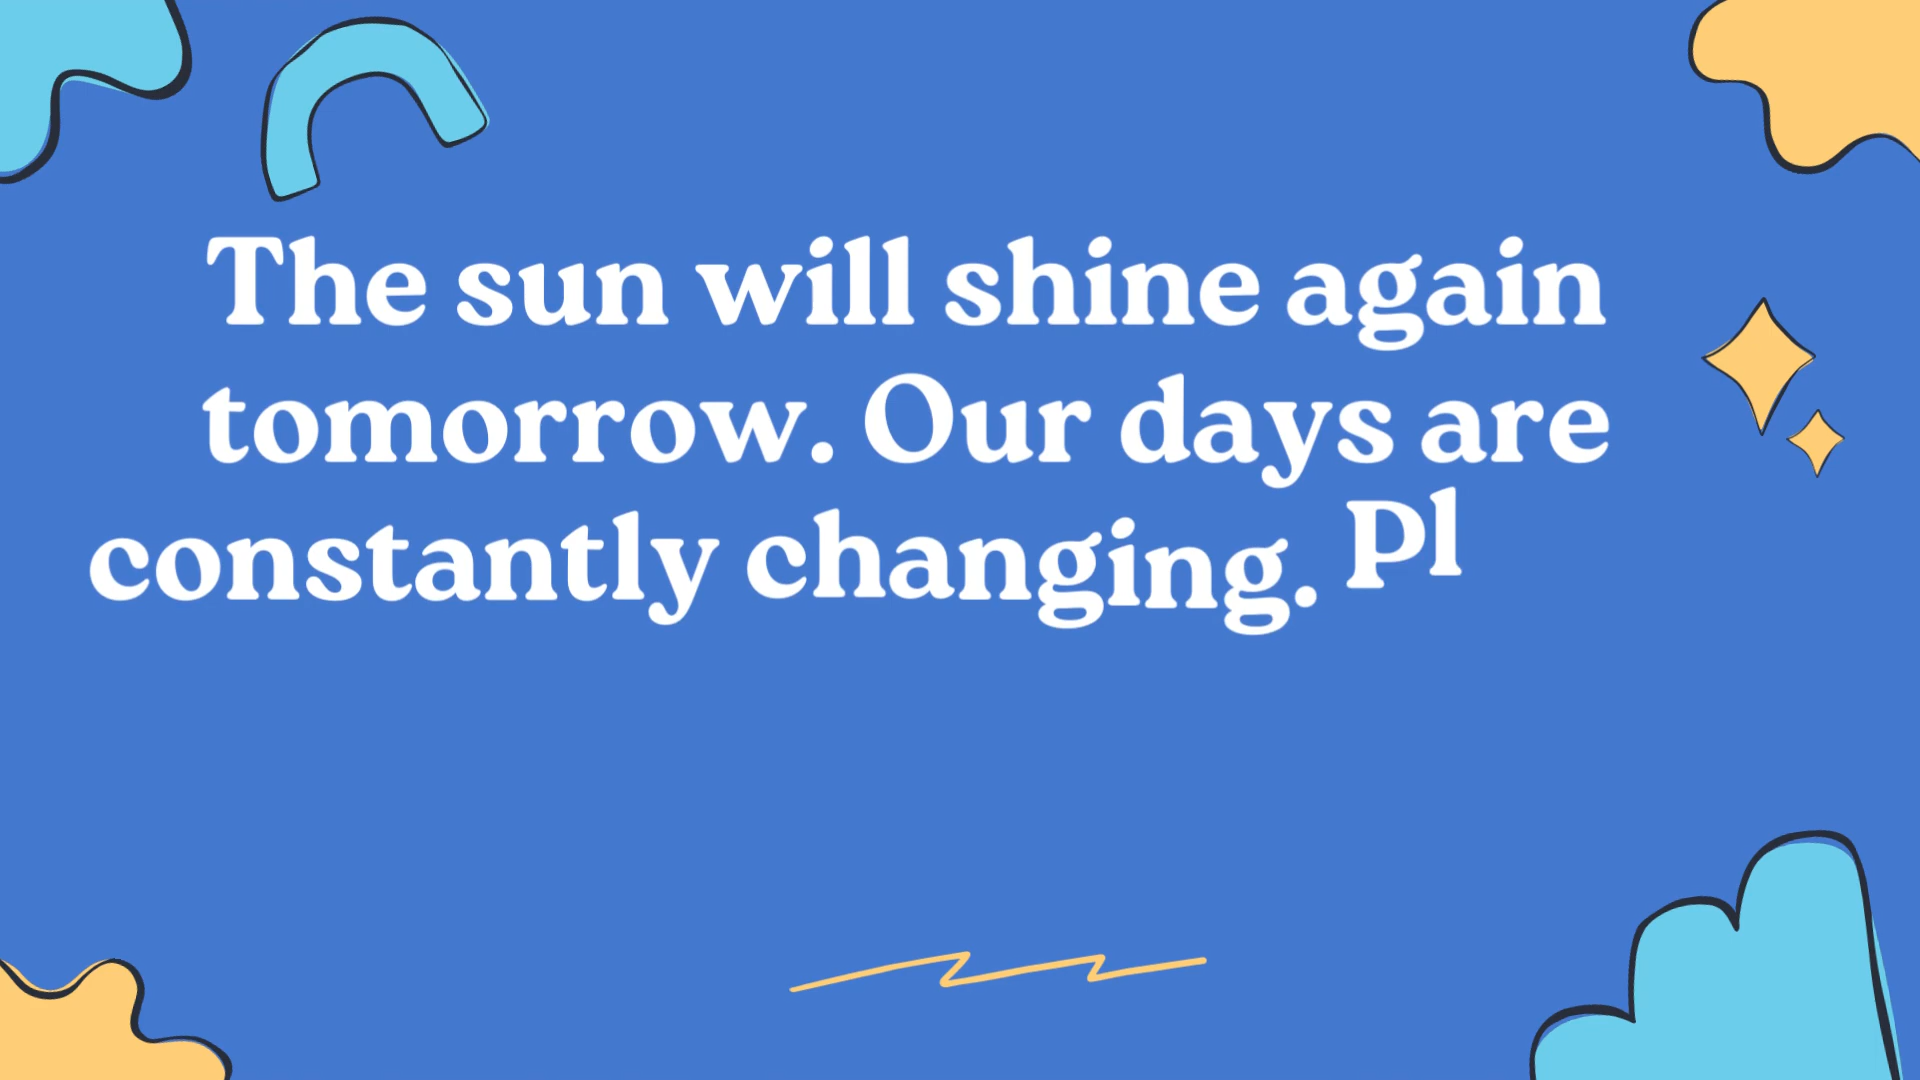 The sun will shine again
tomorrow. Our days are
constantly changing. Pl